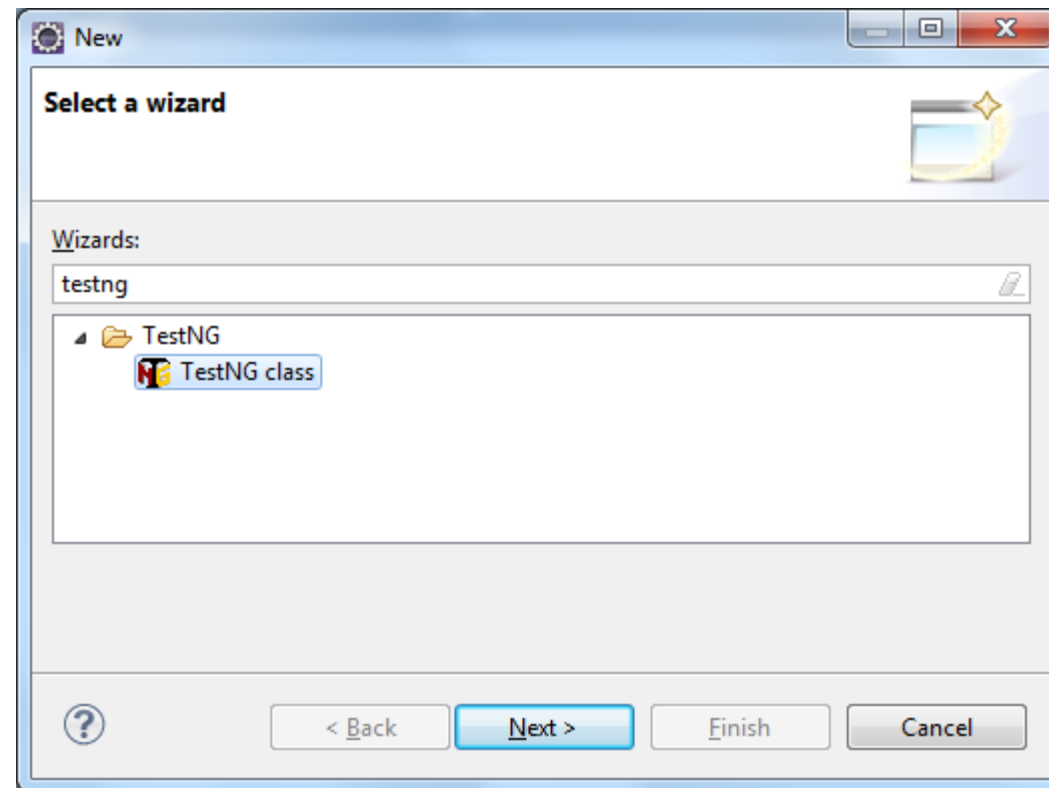 New
Select a wizard
Wizards:
testng
TestNG
TestNG class
? < Back Next > Finish Cancel